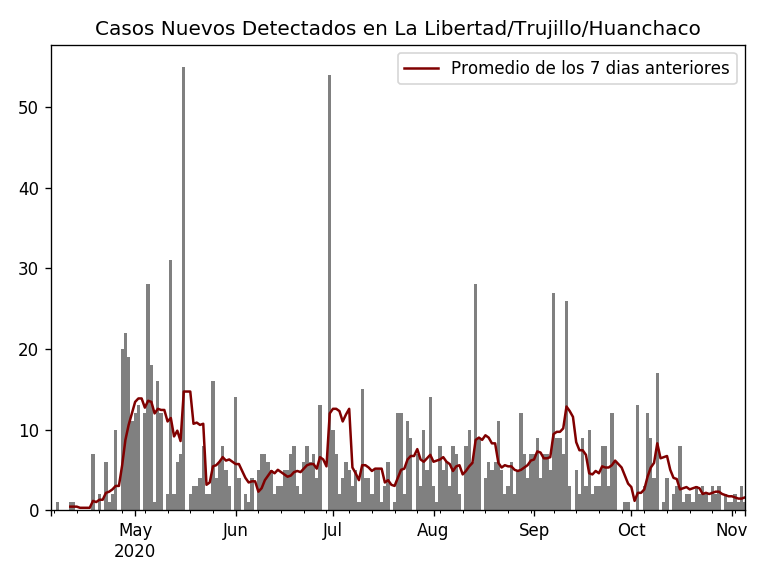 Casos Nuevos Detectados en La Libertad/Trujillo/Huanchaco
Promedio de los 7 dias anteriores
50
40
30
20
10
0
May Jun Jul Aug Sep Oct Nov
2020